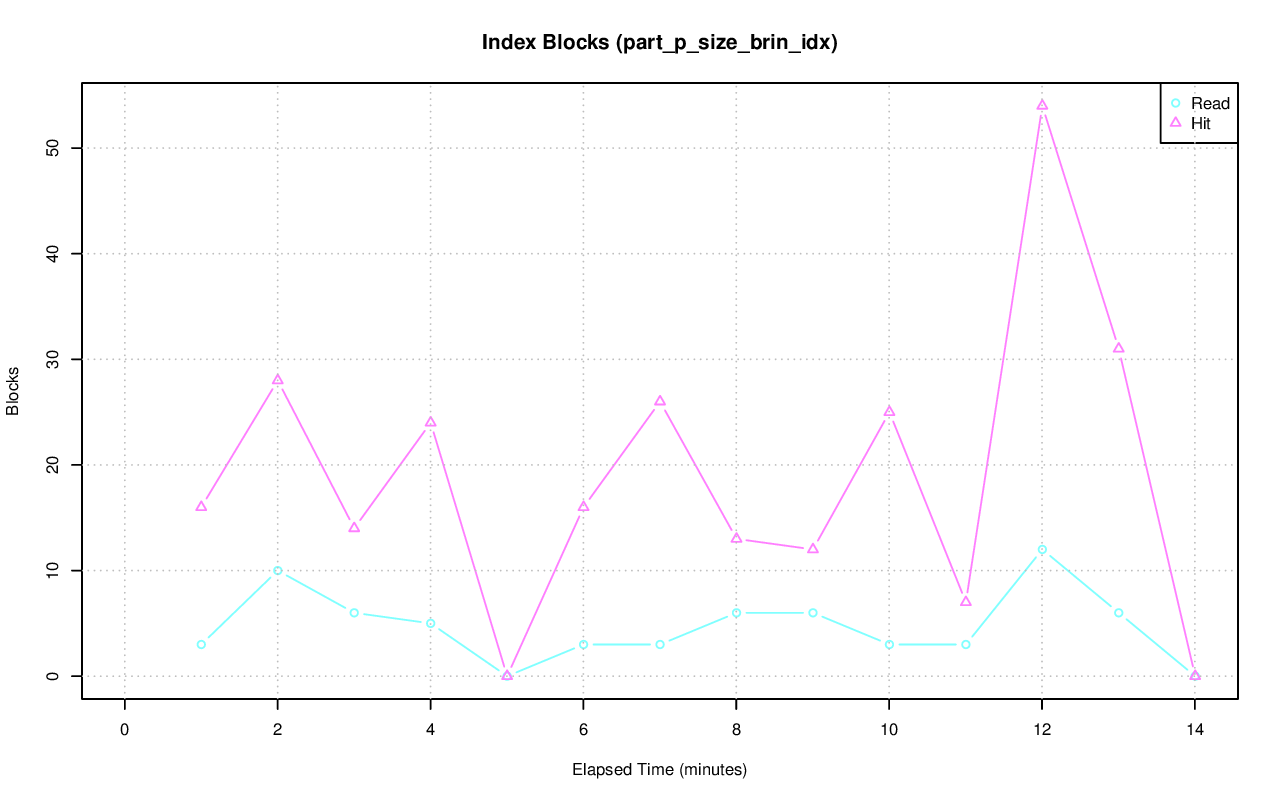 Index Blocks (part_p_size_brin_idx)
Read
Hit
50
40
30
20
10
0
Blocks
0 2 4 6 8 10 12 14
Elapsed Time (minutes)